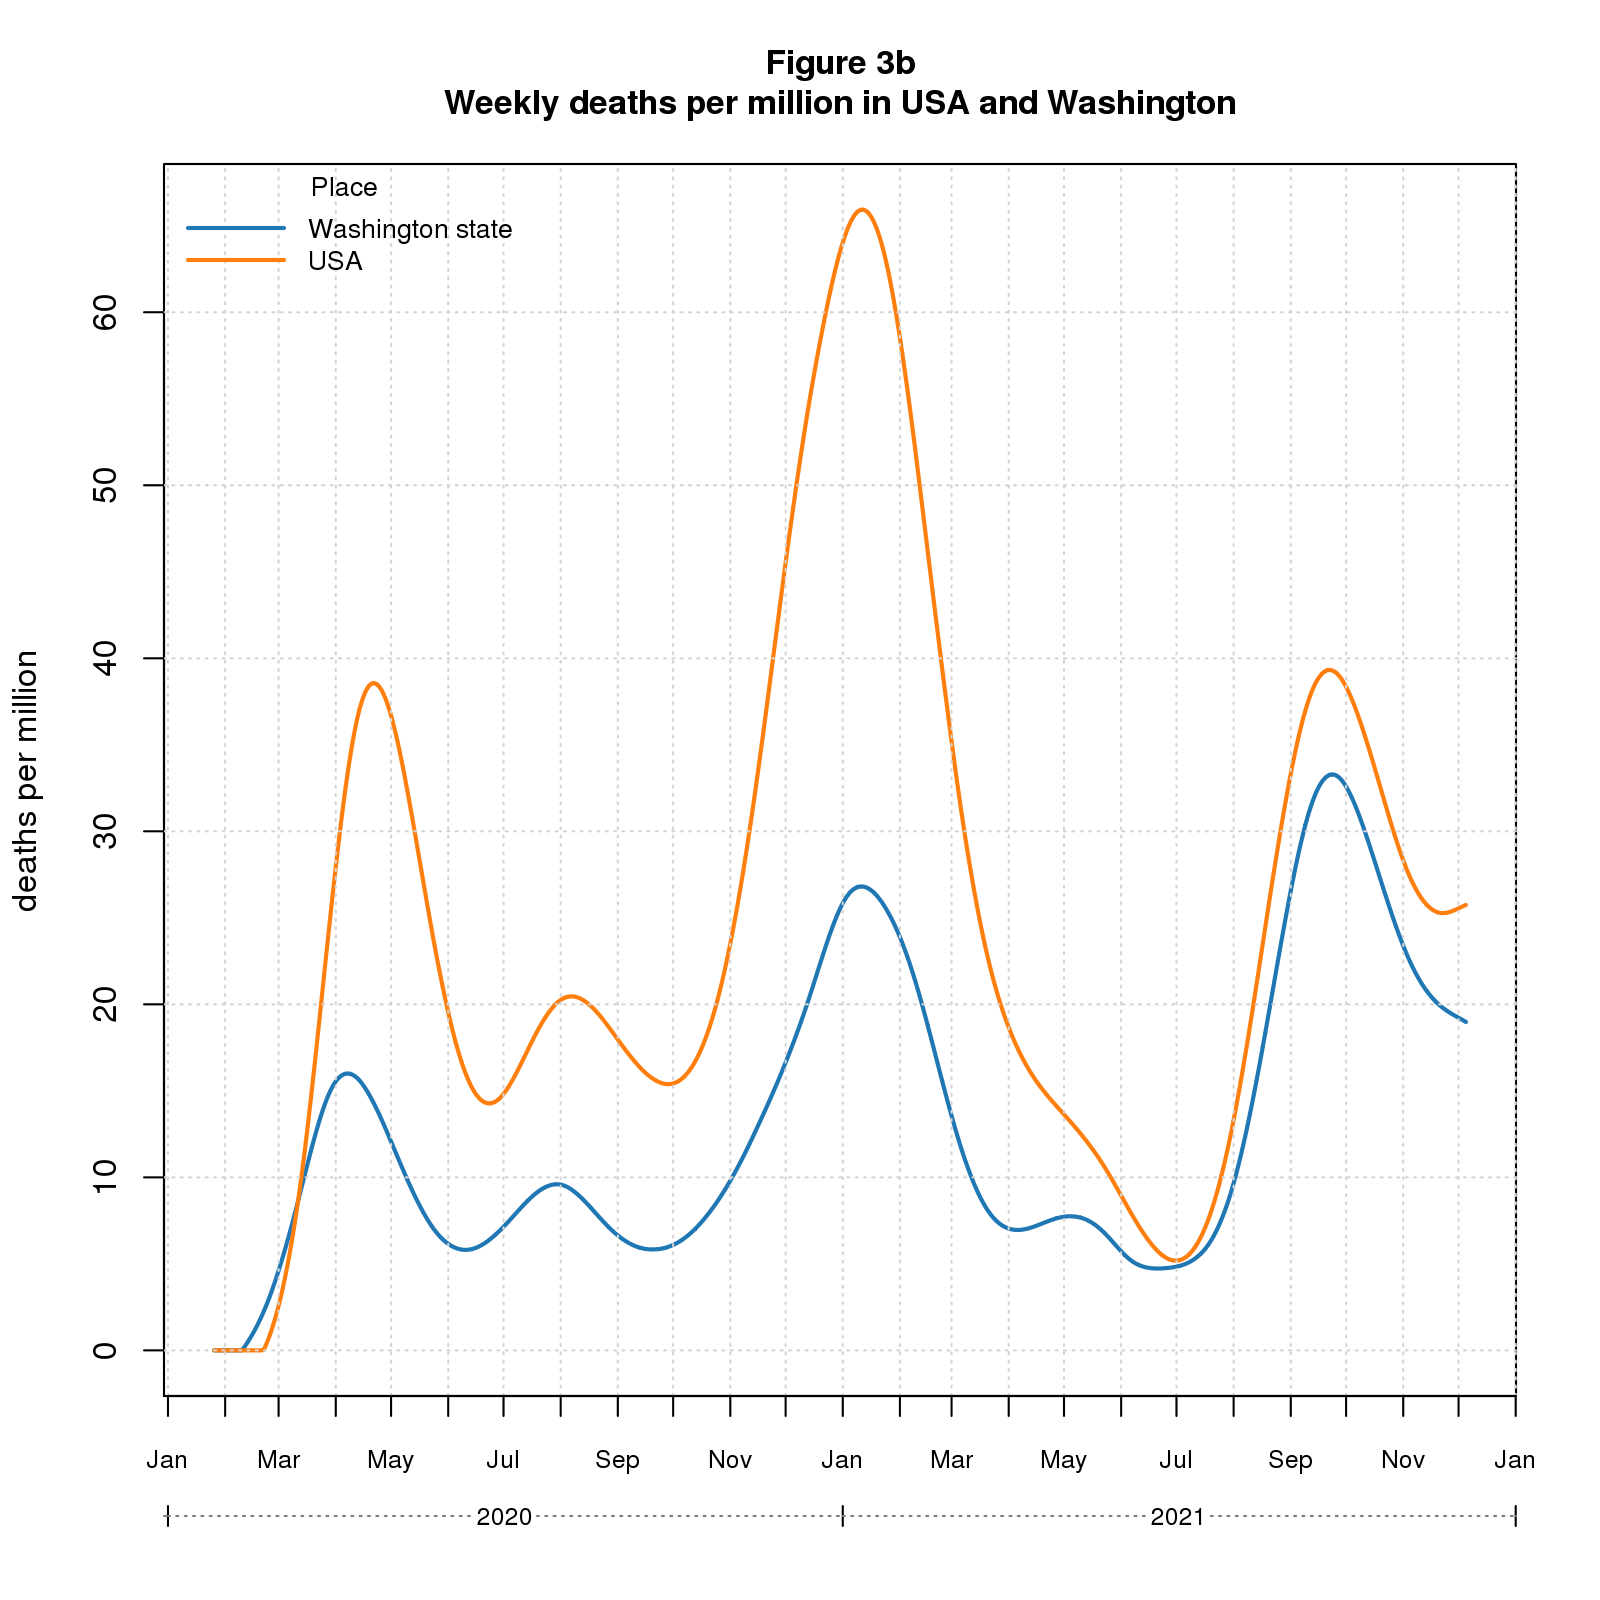 Figure 3b
Weekly deaths per million in USA and Washington
Place
Washington state
USA
deaths per million
60
50
40
30
20
10
0
Jan Mar May Jul Sep Nov Jan Mar May Jul Sep Nov Jan
2020 2021